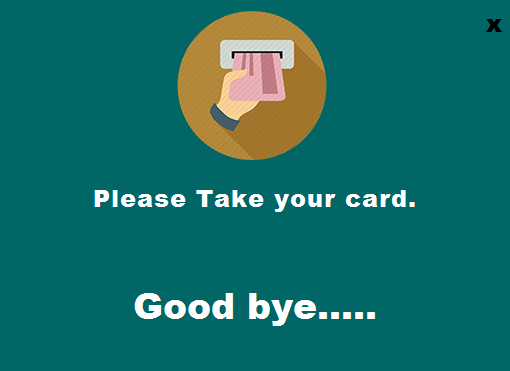 x
Please Take your card.
Good bye.....